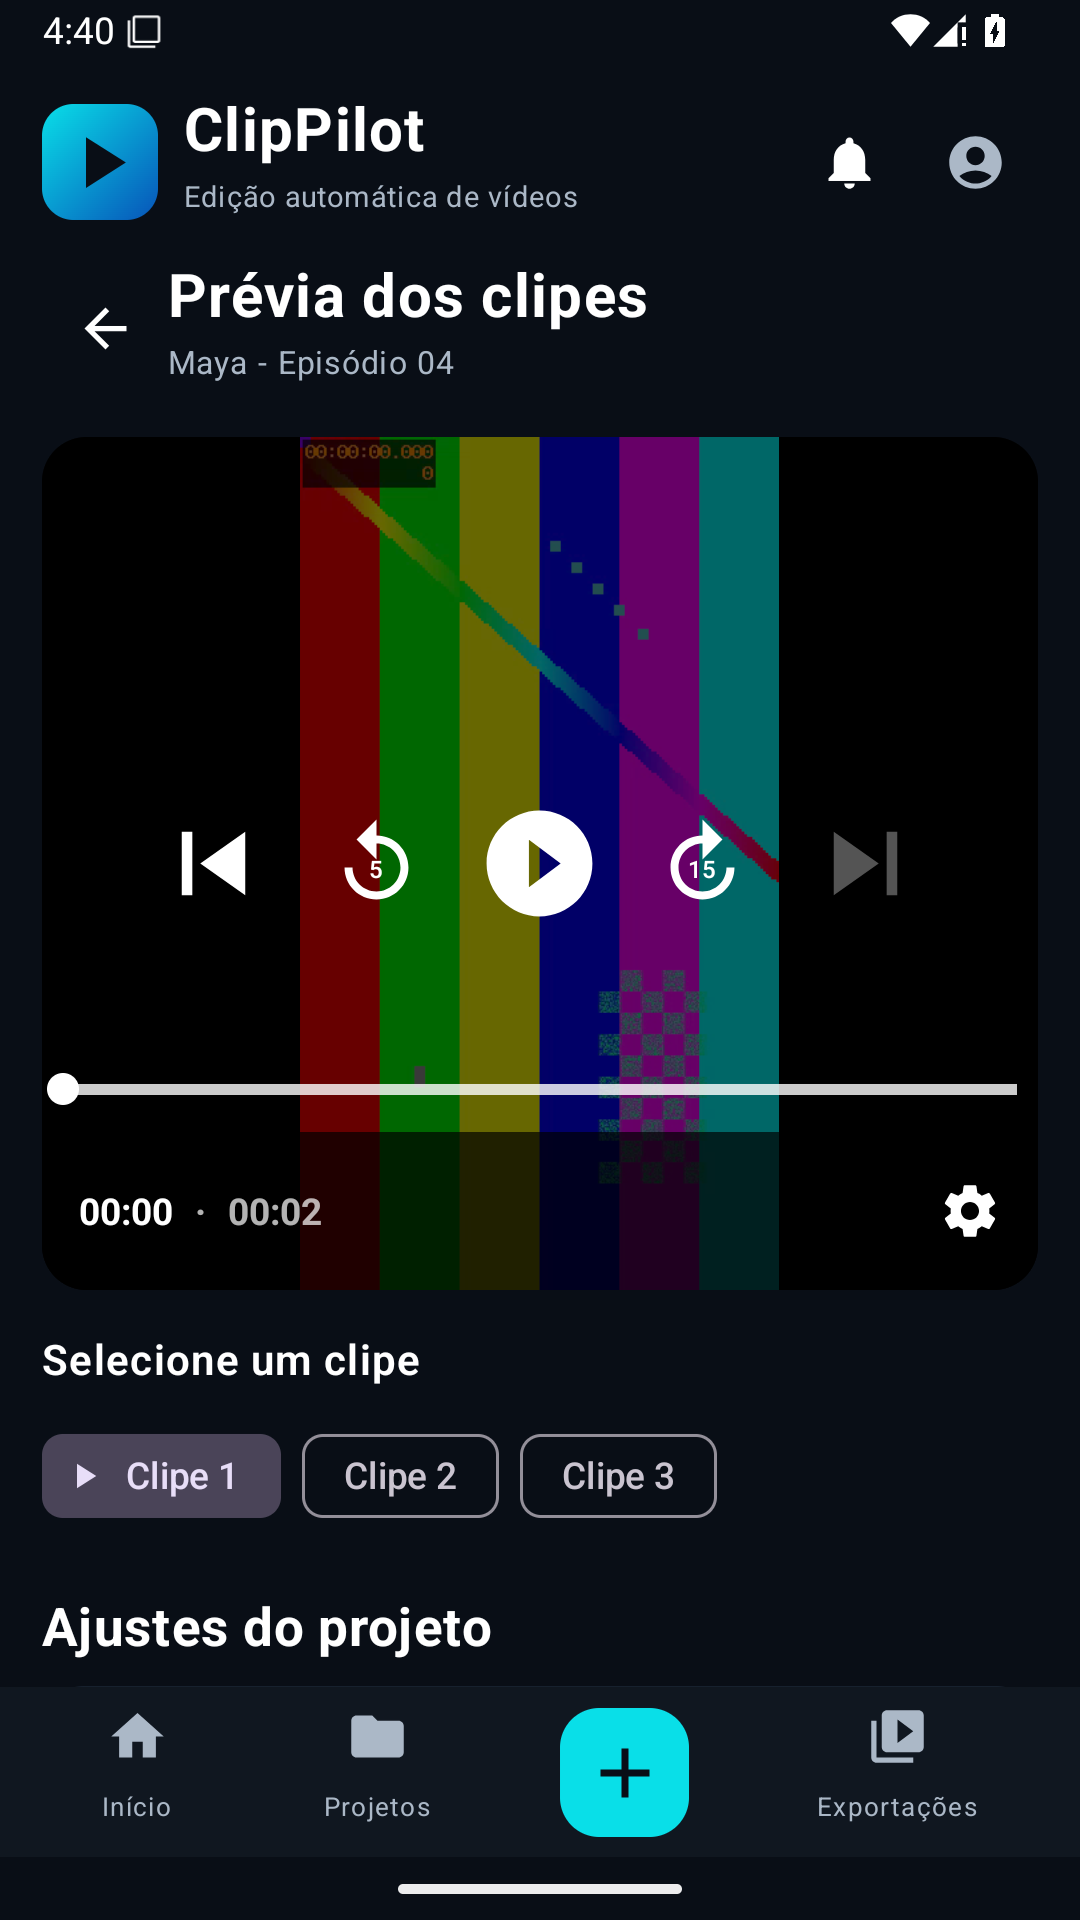 4:40
ClipPilot
Edição automática de vídeos
Prévia dos clipes
Maya - Episódio 04
00:00:00.000
0
5
15
00:00 · 00:02
Selecione um clipe
Clipe 1
Clipe 2
Clipe 3
Ajustes do projeto
Início
Projetos
Exportações